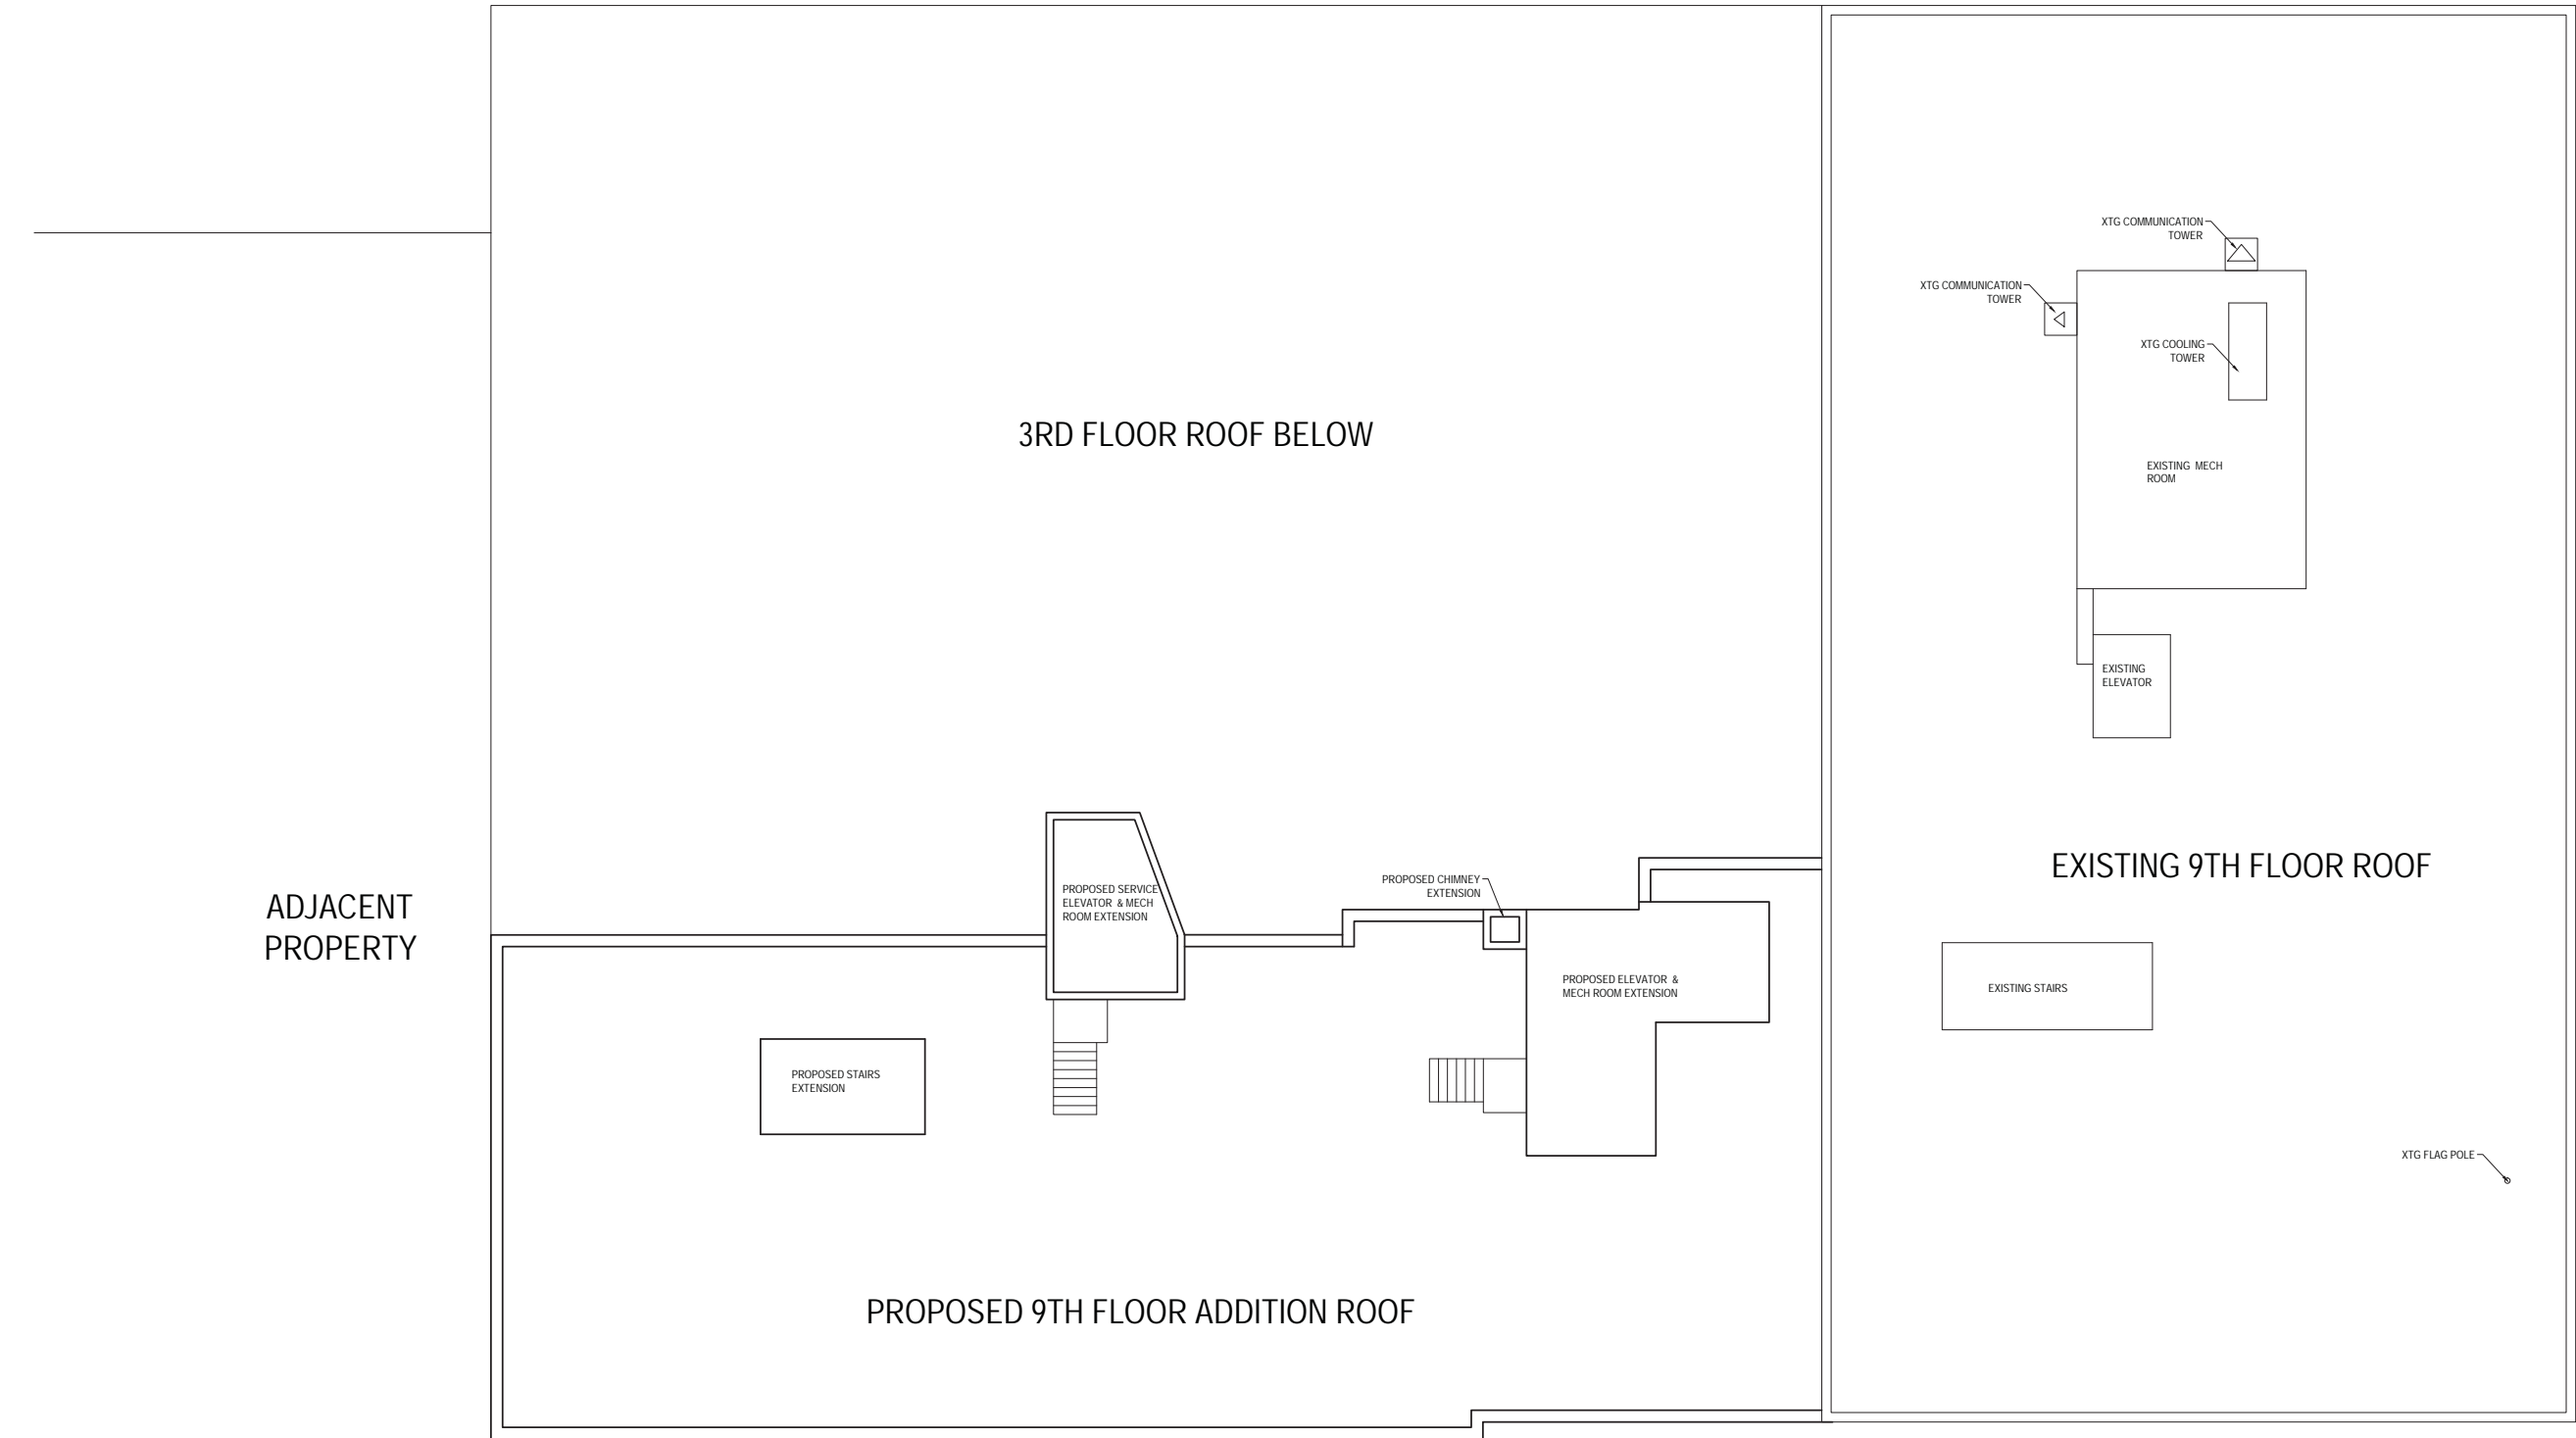 XTG COMMUNICATION
TOWER
XTG COMMUNICATION
TOWER
XTG COOLING
TOWER
3RD FLOOR ROOF BELOW
EXISTING MECH
ROOM
EXISTING
ELEVATOR
EXISTING 9TH FLOOR ROOF
PROPOSED CHIMNEY
EXTENSION
PROPOSED SERVICE
ELEVATOR & MECH
ROOM EXTENSION
ADJACENT
PROPERTY
PROPOSED ELEVATOR &
MECH ROOM EXTENSION
EXISTING STAIRS
PROPOSED STAIRS
EXTENSION
XTG FLAG POLE
PROPOSED 9TH FLOOR ADDITION ROOF